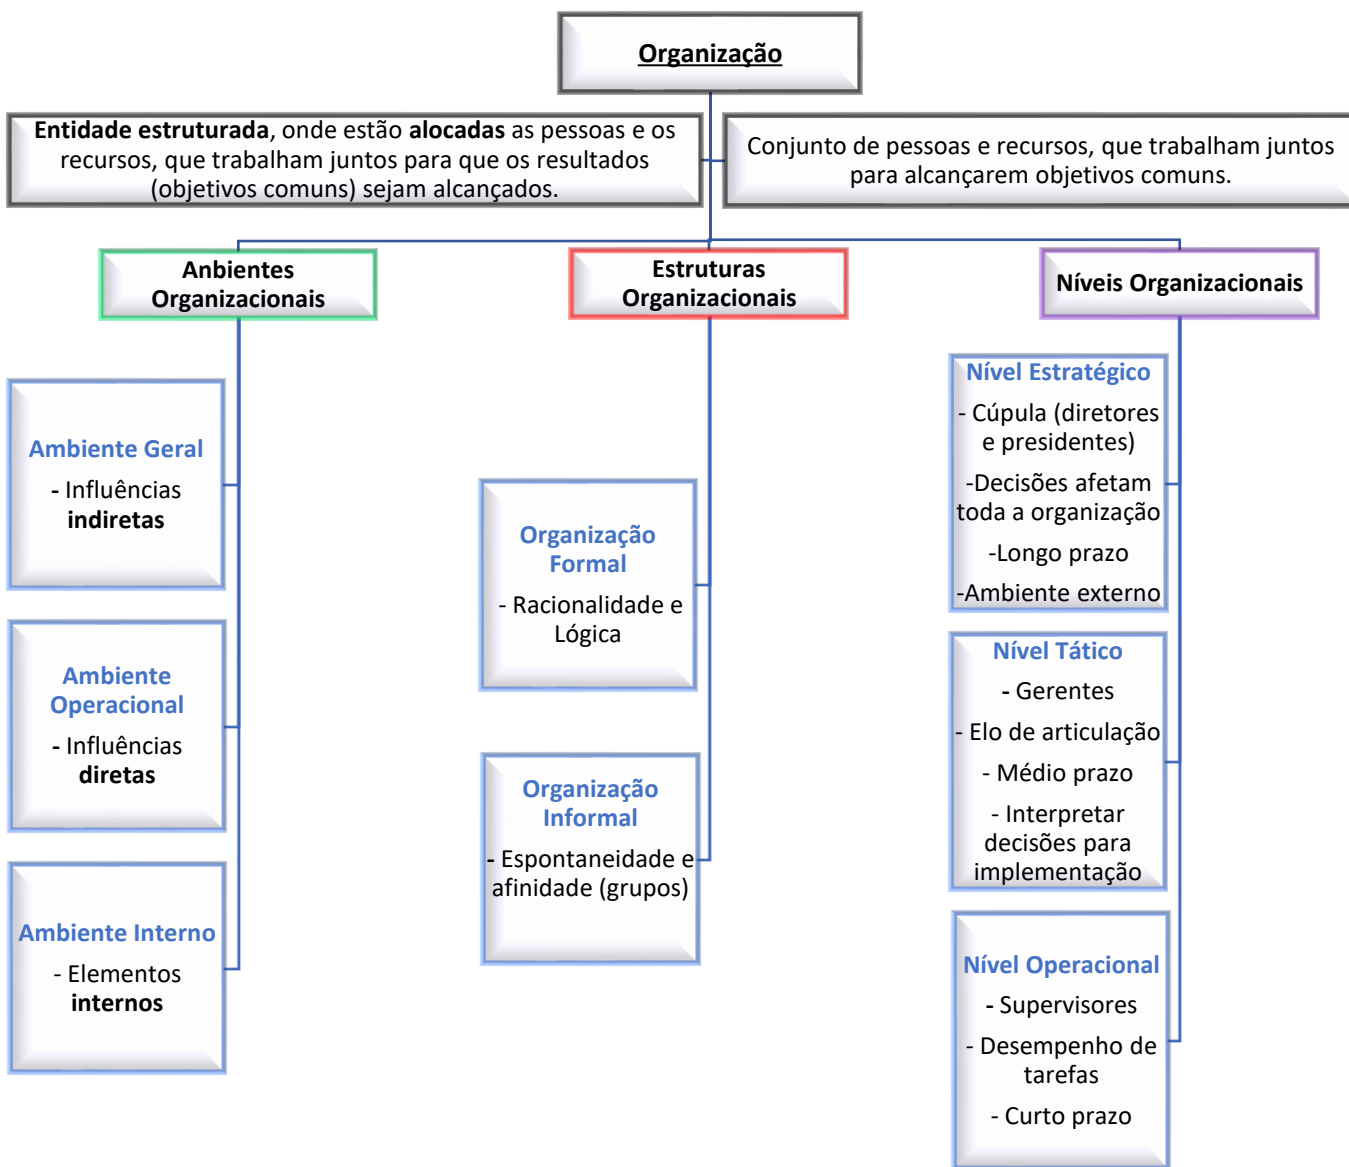 Organização
Entidade estruturada, onde estão alocadas as pessoas e os
recursos, que trabalham juntos para que os resultados
(objetivos comuns) sejam alcançados.
Conjunto de pessoas e recursos, que trabalham juntos
para alcançarem objetivos comuns.
Anbientes
Organizacionais
Ambiente Geral
- Influências
indiretas
Ambiente
Operacional
- Influências
diretas
Ambiente Interno
- Elementos
internos
Estruturas
Organizacionais
Organização
Formal
- Racionalidade e
Lógica
Organização
Informal
- Espontaneidade e
afinidade (grupos)
Níveis Organizacionais
Nível Estratégico
- Cúpula (diretores
e presidentes)
-Decisões afetam
toda a organização
-Longo prazo
-Ambiente externo
Nível Tático
- Gerentes
- Elo de articulação
- Médio prazo
- Interpretar
decisões para
implementação
Nível Operacional
- Supervisores
- Desempenho de
tarefas
- Curto prazo